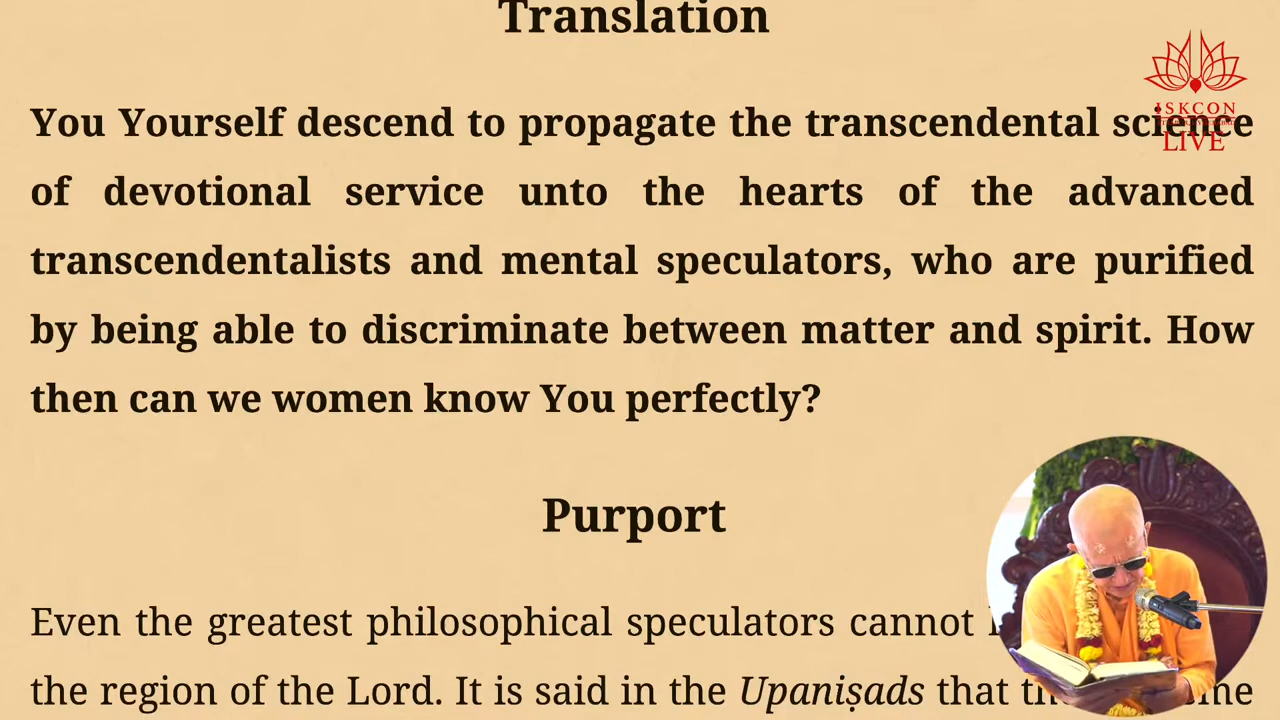 Translation
You Yourself descend to propagate the transcendental science
of devotional service unto the hearts of the advanced
transcendentalists and mental speculators, who are purified
by being able to discriminate between matter and spirit. How
then can we women know You perfectly?
Purport
Even the greatest philosophical speculators cannot
the region of the Lord. It is said in the Upaniṣads that
ISKCON
LIVE